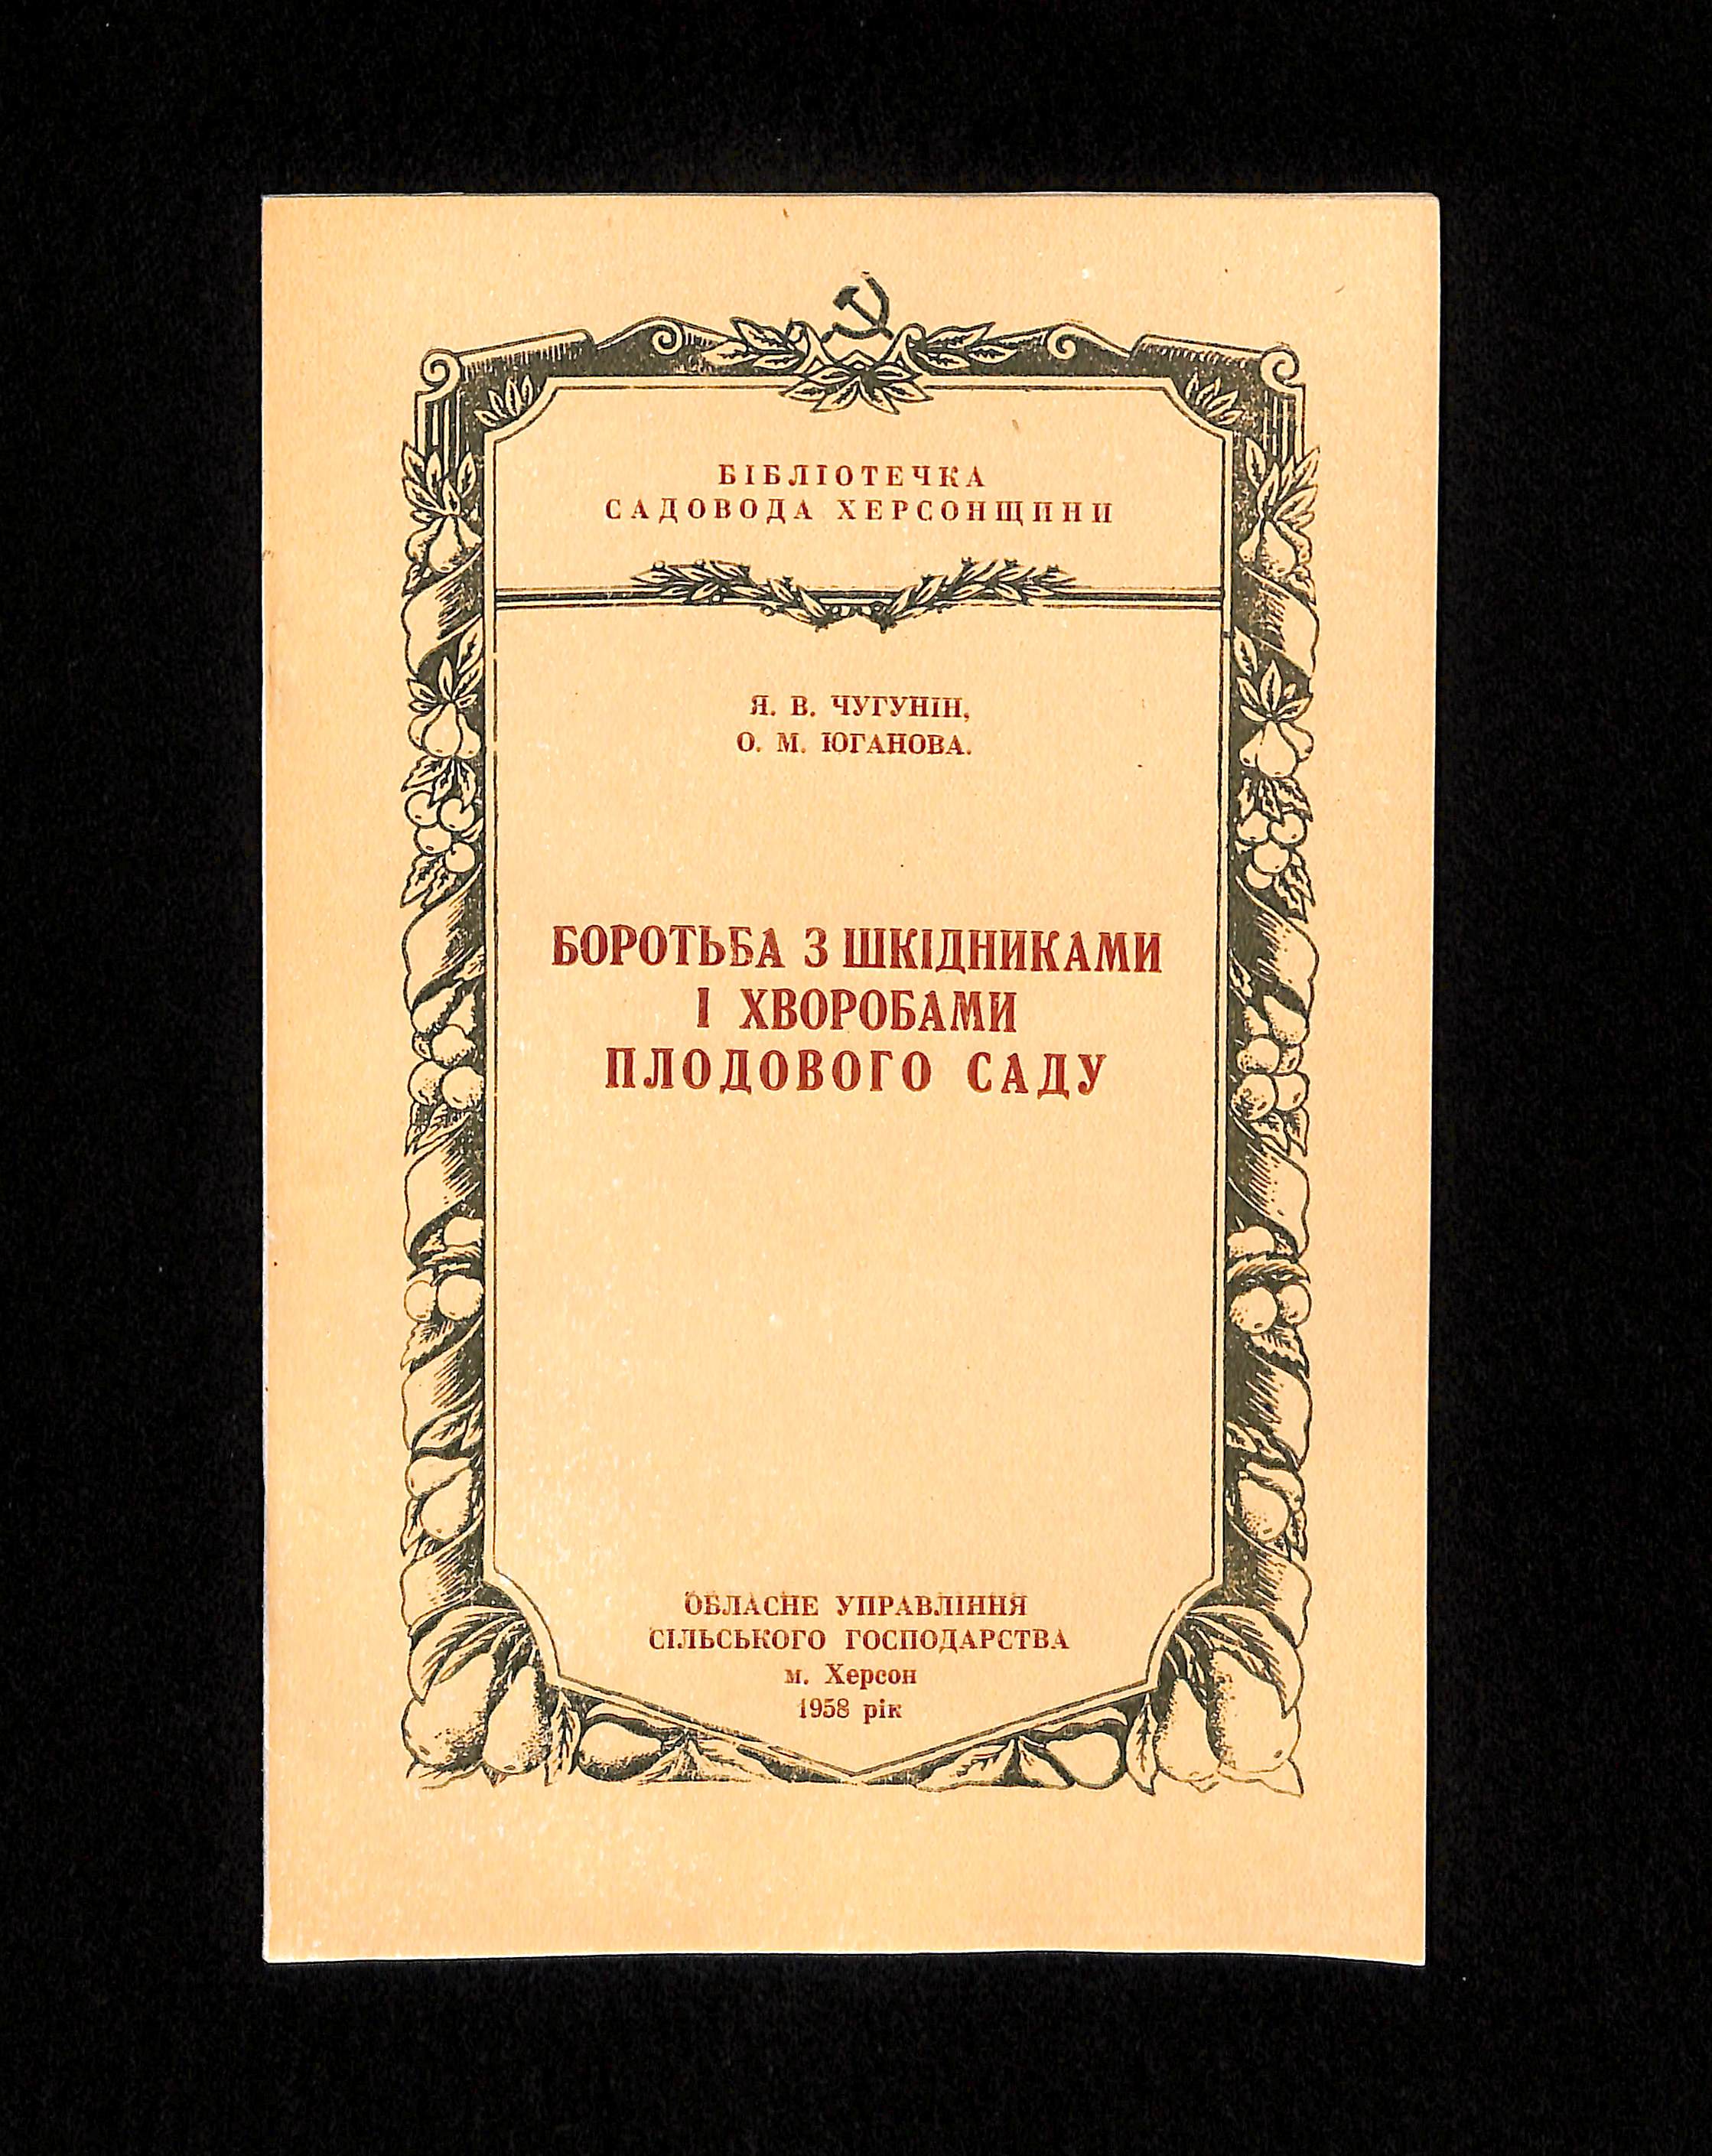 БІБЛІОТЕЧКА
САДОВОДА ХЕРСОНЩИНИ
Я. В. ЧУГУНІН,
О. М. ЮГАНОВА.
БОРОТЬБА З ШКІДНИКАМИ
І ХВОРОБАМИ
ПЛОДОВОГО САДУ
ОБЛАСНЕ УПРАВЛІННЯ
СІЛЬСЬКОГО ГОСПОДАРСТВА
м. Херсон
1958 рік